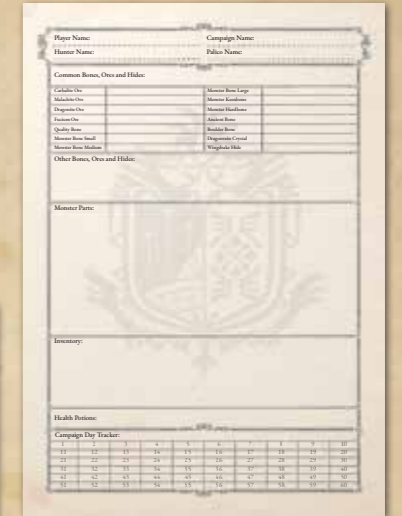 Player Name: Campaign Name:
Hunter Name: Palico Name:
Common Bones, Ores and Hides:
Carbalite Ore Monster Bone Large
Malachite Ore Monster Keenbone
Dragonite Ore Monster Hardbone
Fucium Ore Ancient Bone
Quality Bone Boulder Bone
Monster Bone Small Dragonvein Crystal
Monster Bone Medium Wingdrake Hide
Other Bones, Ores and Hides:
Monster Parts:
Inventory:
Health Potions:
Campaign Day Tracker:
1 2 3 4 5 6 7 8 9 10
11 12 13 14 15 16 17 18 19 20
21 22 23 24 25 26 27 28 29 30
31 32 33 34 35 36 37 38 39 40
41 42 43 44 45 46 47 48 49 50
51 52 53 54 55 56 57 58 59 60